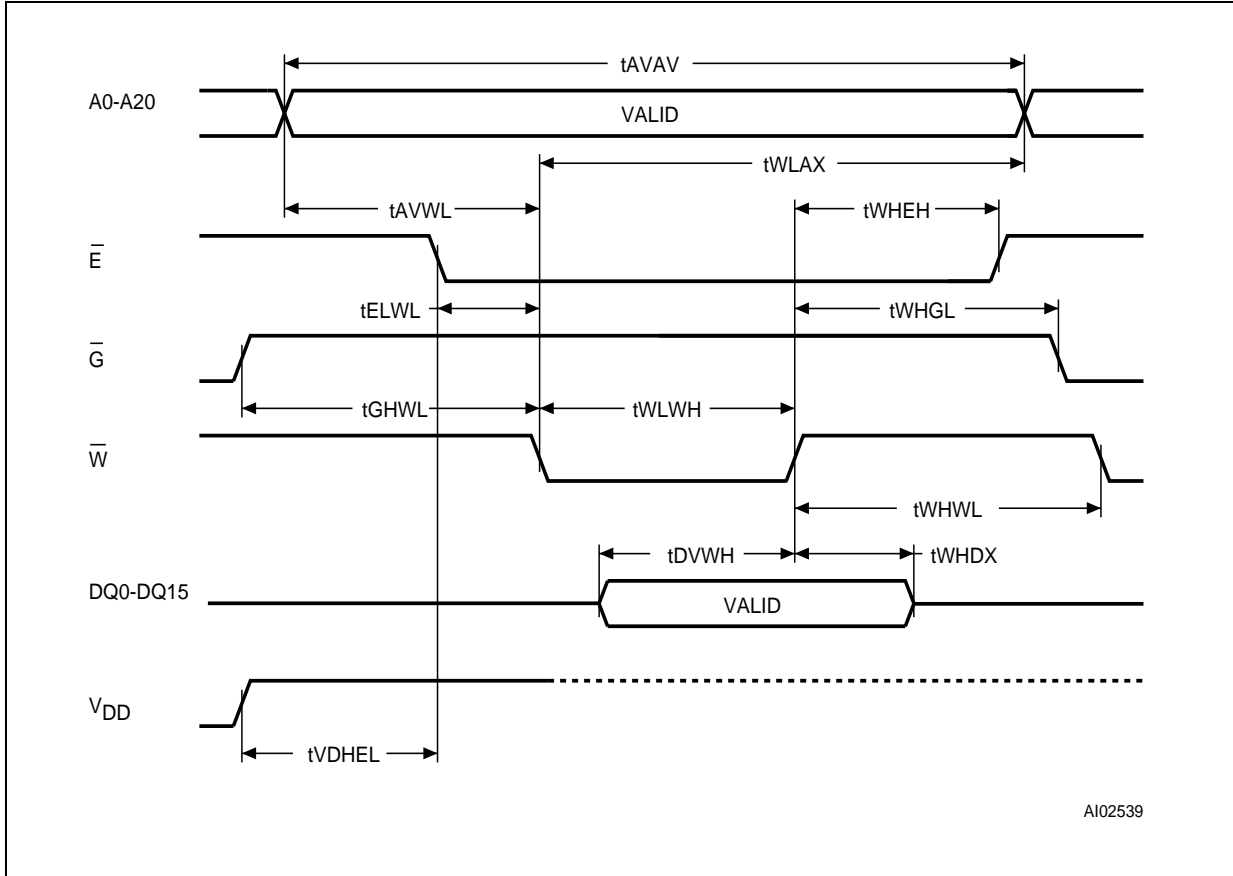 tAVAV
A0-A20
VALID
tWLAX
tAVWL
tWHEH
E̅
tELWL
tWHGL
G̅
tGHWL
tWLWH
W̅
tWHWL
tDVWH
tWHDX
DQ0-DQ15
VALID
VDD
tVDHEL
AI02539